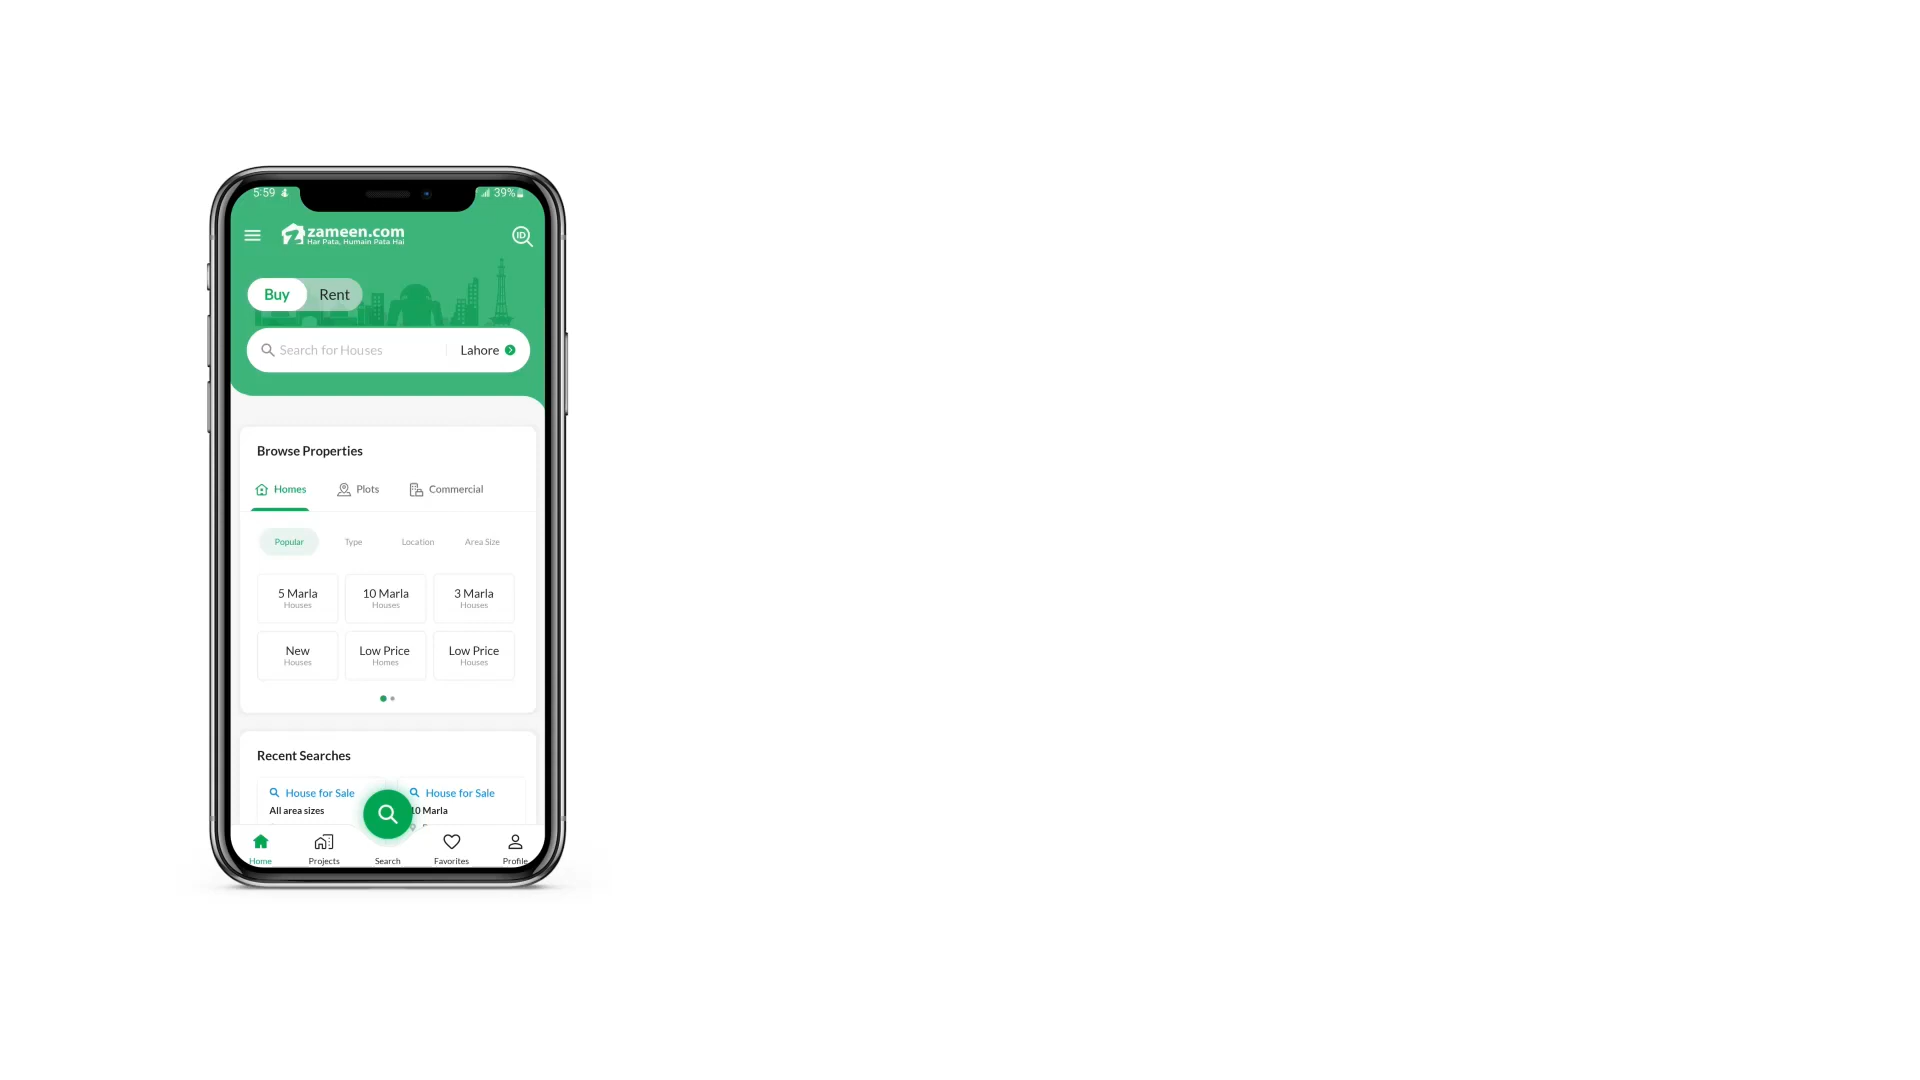 5:59 39%
zameen.com
Har Pata, Humain Pata Hai
ID
Buy Rent
Search for Houses Lahore
Browse Properties
Homes Plots Commercial
Popular Type Location Area Size
5 Marla 10 Marla 3 Marla
Houses Houses Houses
New Low Price Low Price
Houses Homes Houses
Recent Searches
House for Sale House for Sale
All area sizes 10 Marla
Home Projects Search Favorites Profile